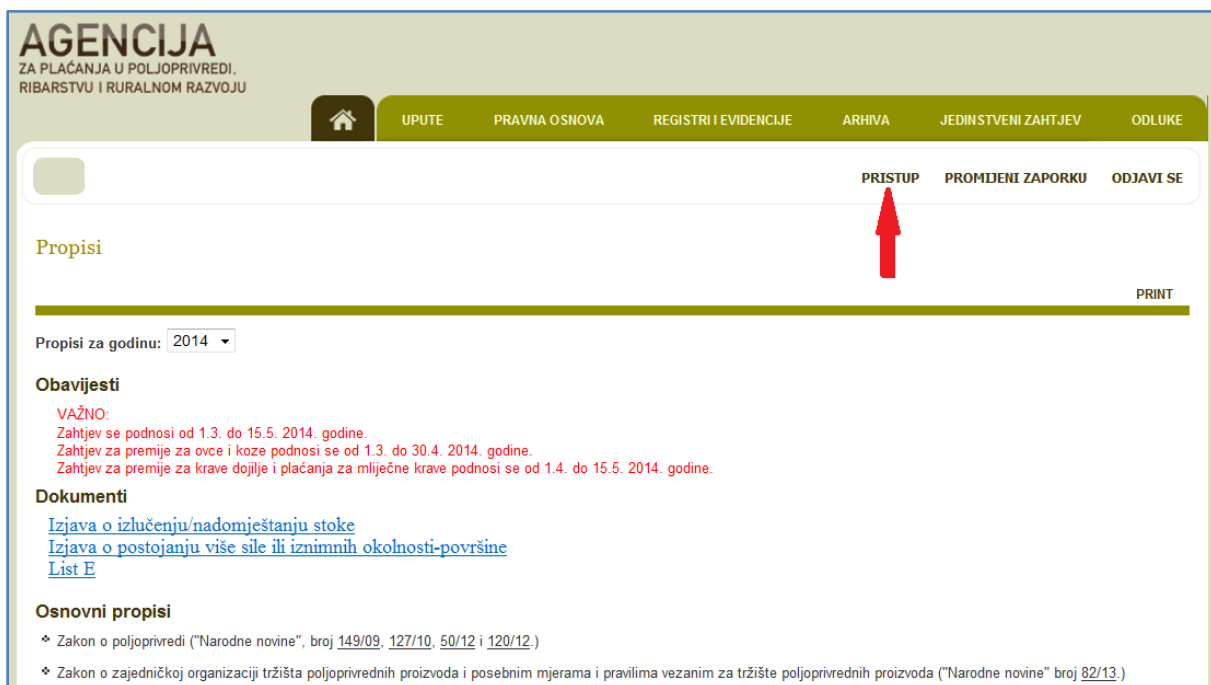 AGENCIJA
ZA PLAĆANJA U POLJOPRIVREDI,
RIBARSTVU I RURALNOM RAZVOJU
UPUTE PRAVNA OSNOVA REGISTRI I EVIDENCIJE ARHIVA JEDINSTVENI ZAHTJEV ODLUKE
PRISTUP PROMIJENI ZAPORKU ODJAVI SE
Propisi
PRINT
Propisi za godinu: 2014
Obavijesti
VAŽNO:
Zahtjev se podnosi od 1.3. do 15.5. 2014. godine.
Zahtjev za premije za ovce i koze podnosi se od 1.3. do 30.4. 2014. godine.
Zahtjev za premije za krave dojilje i plaćanja za mliječne krave podnosi se od 1.4. do 15.5. 2014. godine.
Dokumenti
Izjava o izlučenju/nadomještanju stoke
Izjava o postojanju više sile ili iznimnih okolnosti-površine
List E
Osnovni propisi
Zakon o poljoprivredi ("Narodne novine", broj 149/09, 127/10, 50/12 i 120/12.)
Zakon o zajedničkoj organizaciji tržišta poljoprivrednih proizvoda i posebnim mjerama i pravilima vezanim za tržište poljoprivrednih proizvoda ("Narodne novine" broj 82/13.)